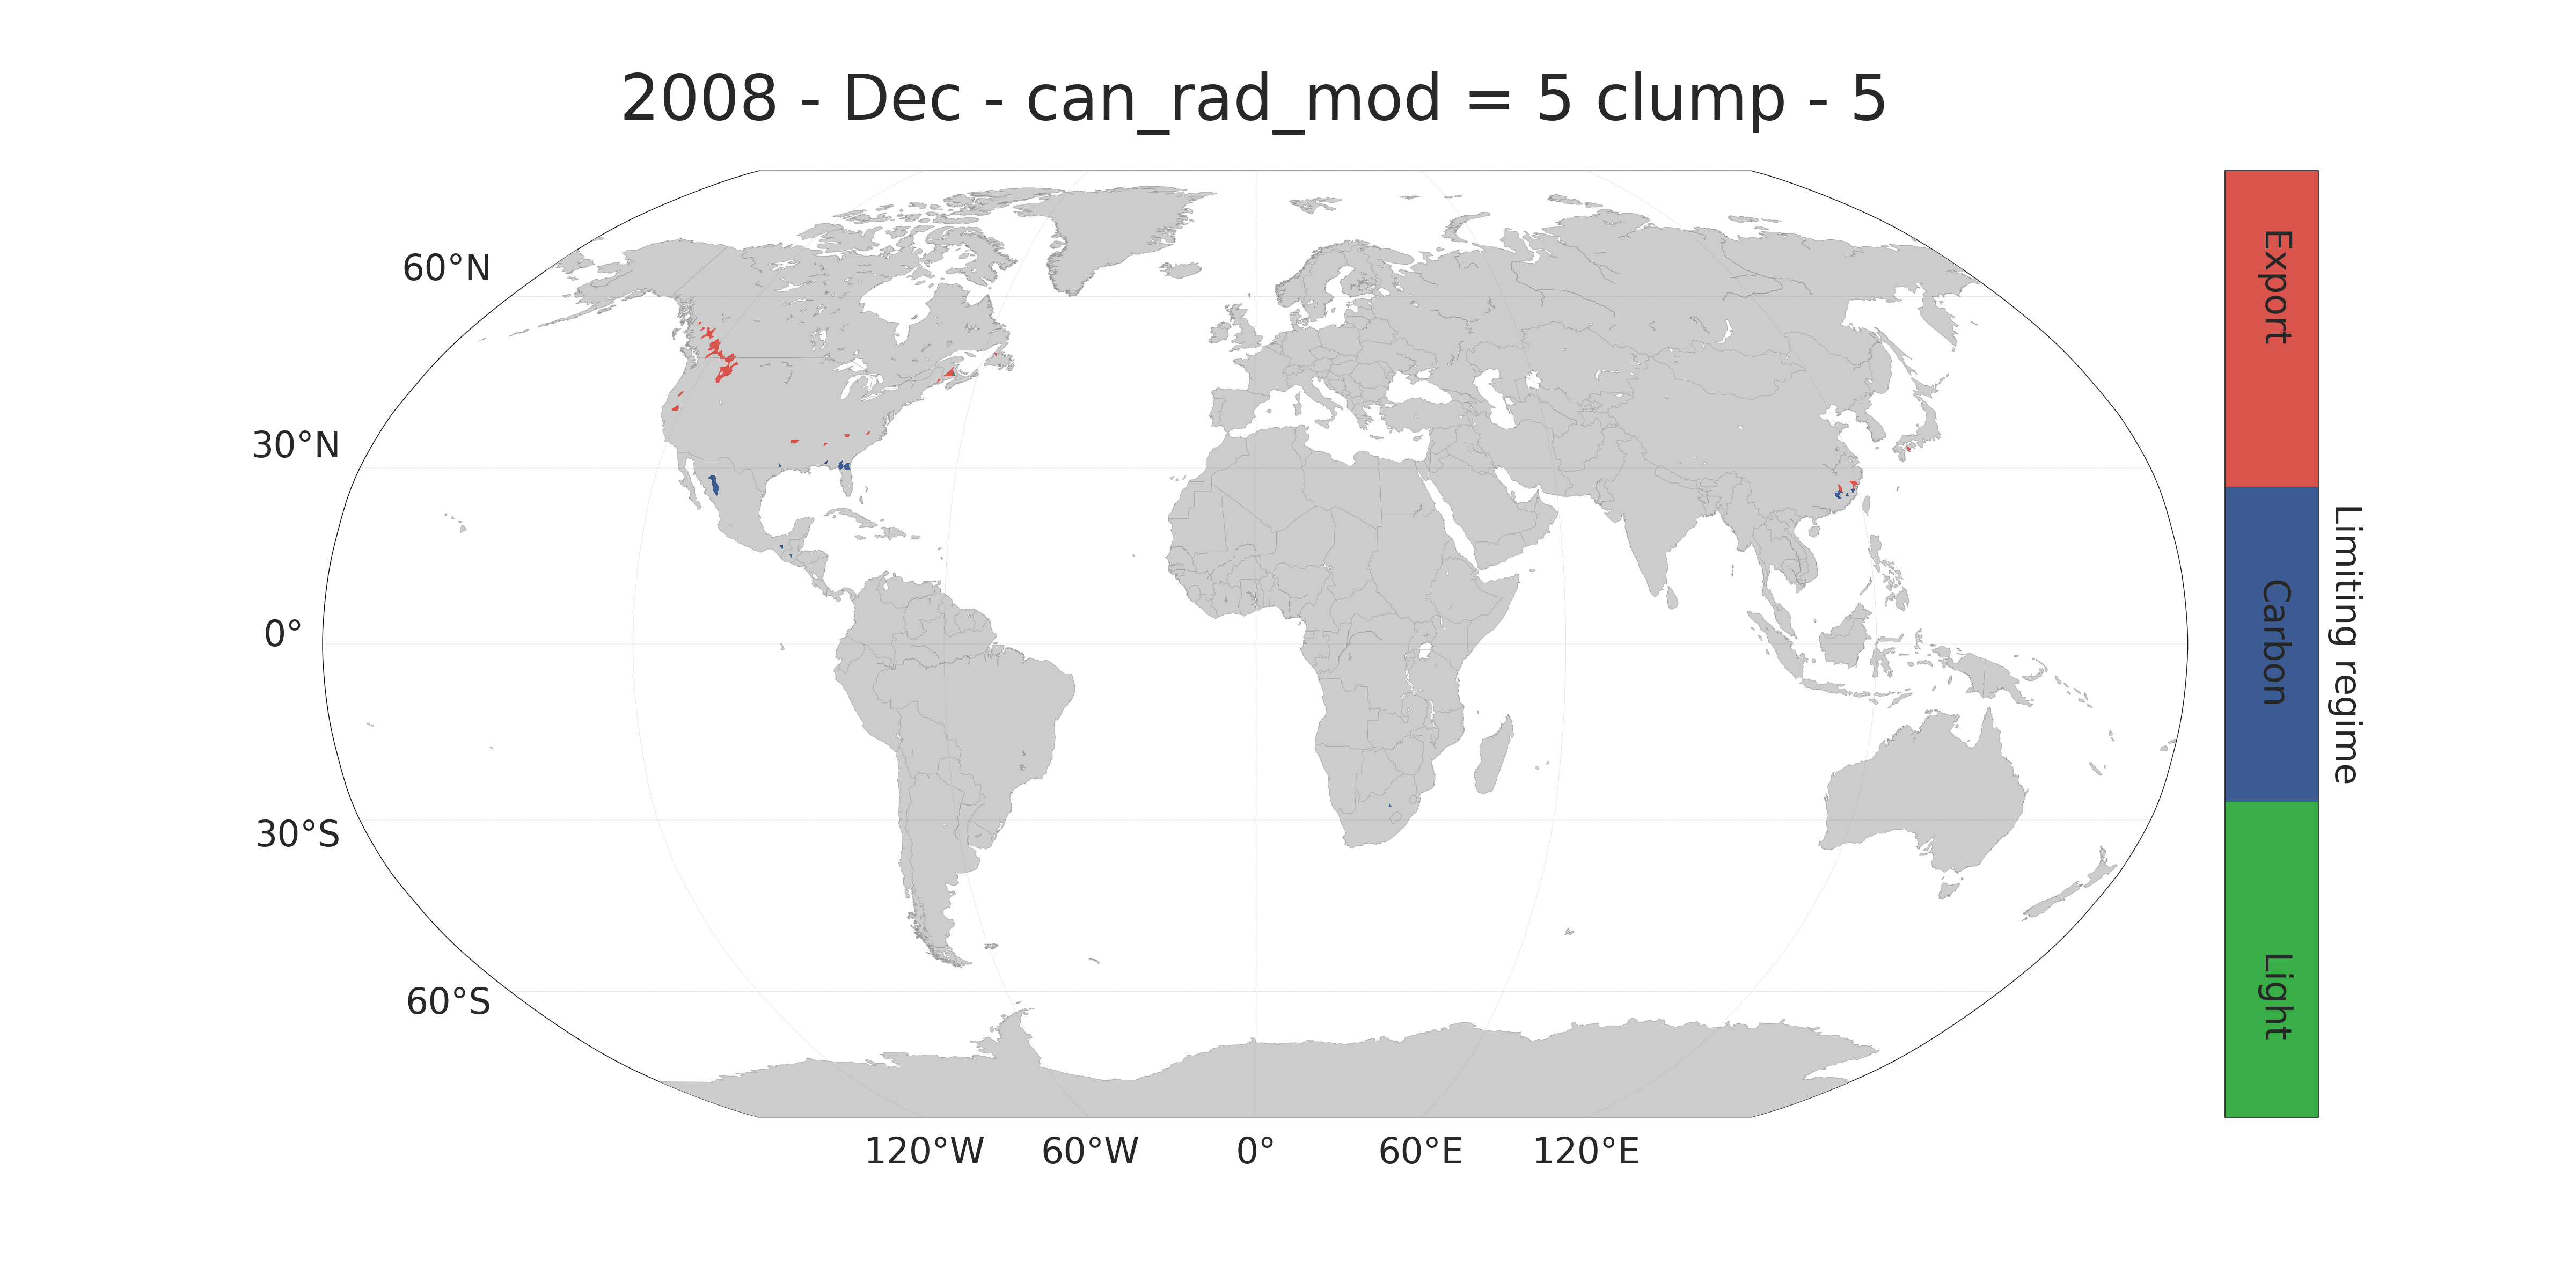 2008 - Dec - can_rad_mod = 5 clump - 5
60°N
30°N
0°
30°S
60°S
120°W
60°W
0°
60°E
120°E
Export
Carbon
Light
Limiting regime